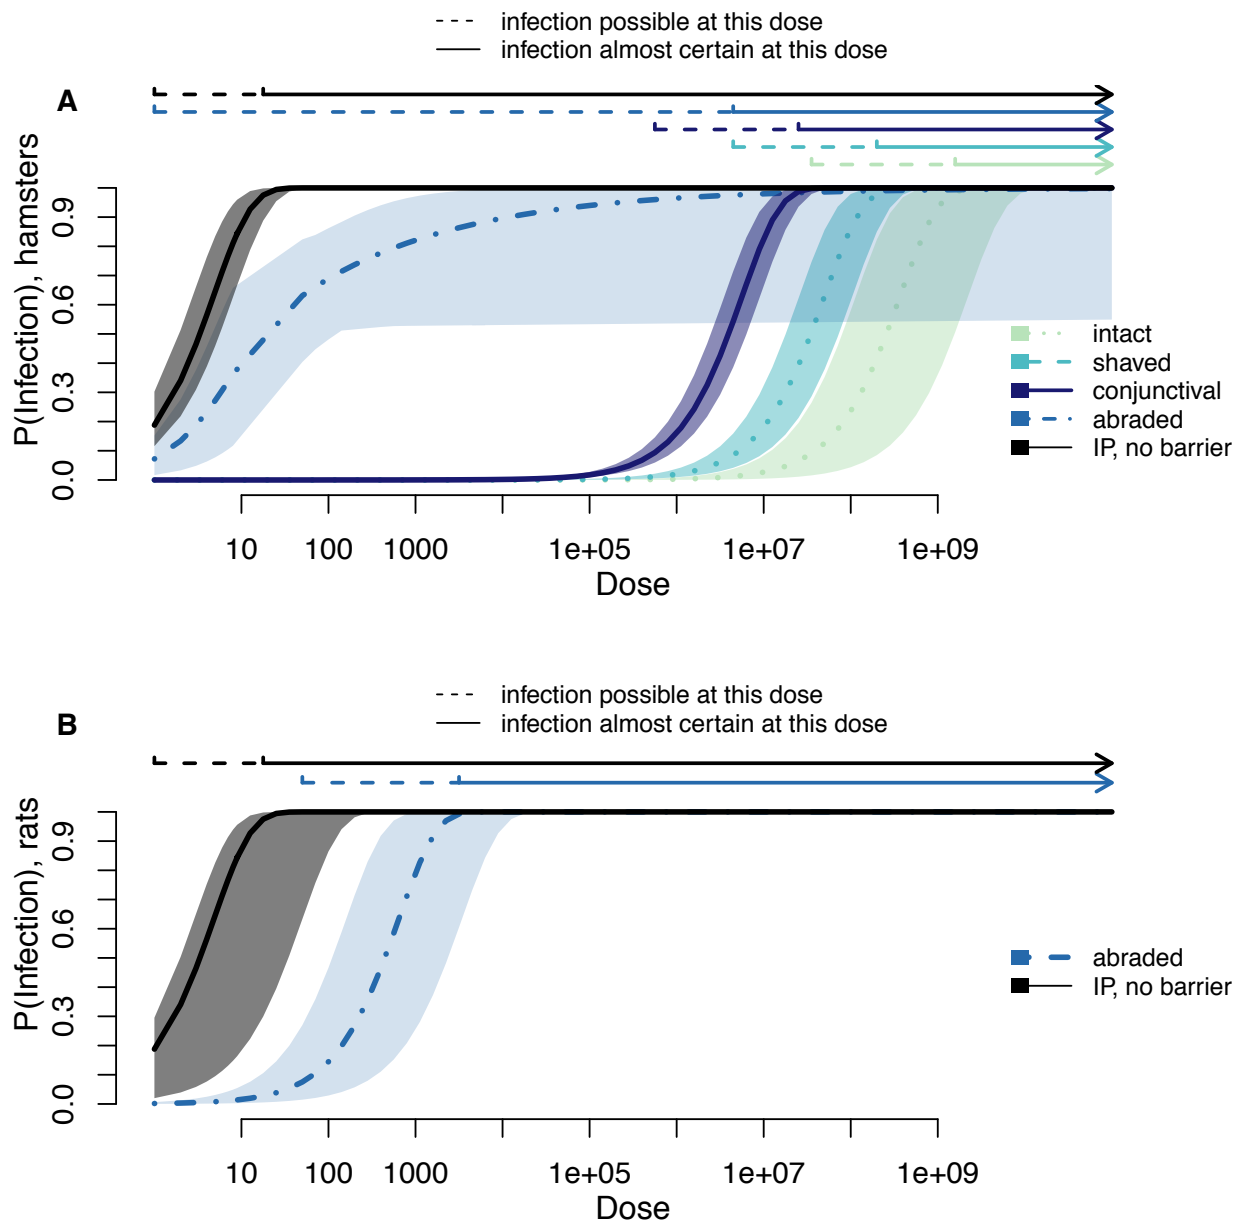 infection possible at this dose
infection almost certain at this dose
A
P(Infection), hamsters
0.0 0.3 0.6 0.9
intact
shaved
conjunctival
abraded
IP, no barrier
10 100 1000 1e+05 1e+07 1e+09
Dose
infection possible at this dose
infection almost certain at this dose
B
P(Infection), rats
0.0 0.3 0.6 0.9
abraded
IP, no barrier
10 100 1000 1e+05 1e+07 1e+09
Dose